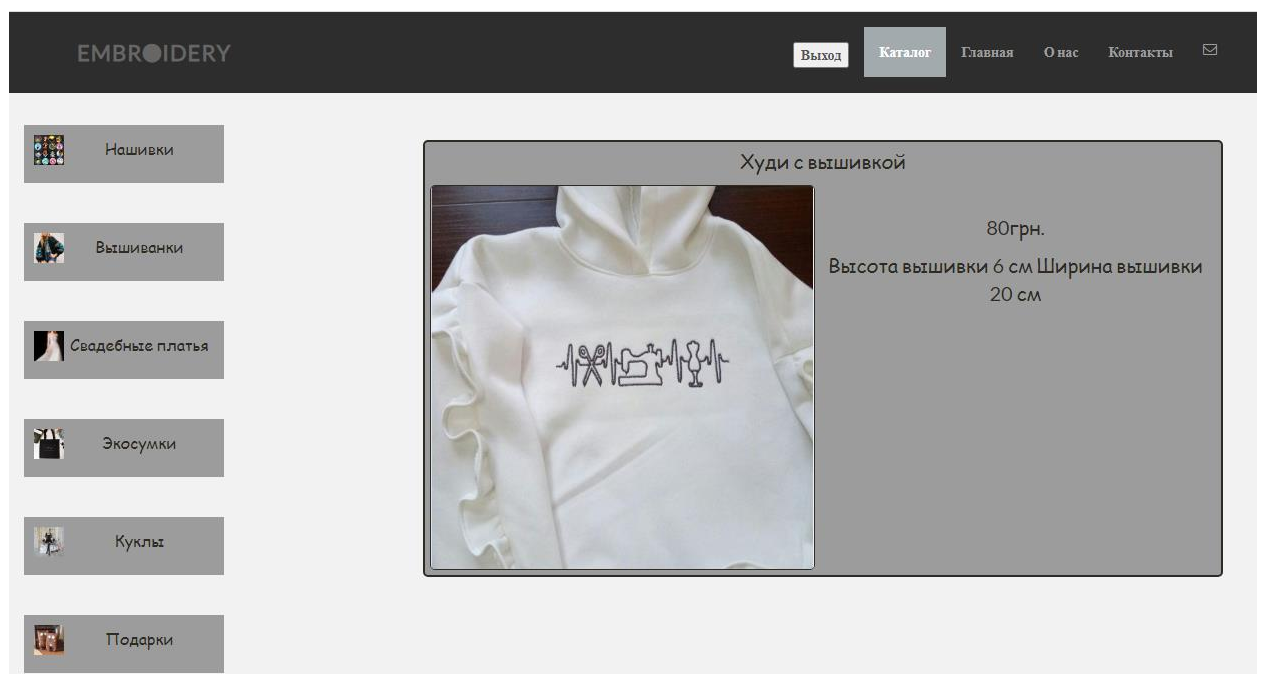 EMBROIDERY
Выход
Каталог
Главная
О нас
Контакты
Нашивки
Вышиванки
Свадебные платья
Экосумки
Куклы
Подарки
Худи с вышивкой
80грн.
Высота вышивки 6 см Ширина вышивки
20 см